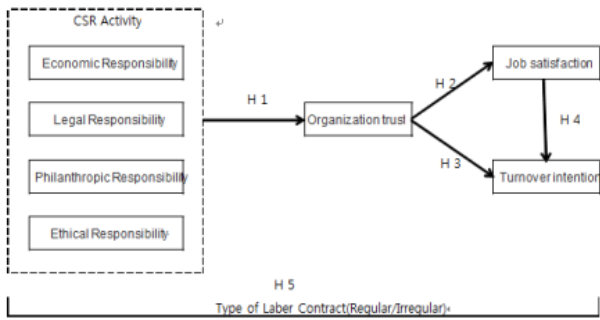 CSR Activity
Economic Responsibility
Legal Responsibility
Philanthropic Responsibility
Ethical Responsibility
H 1
Organization trust
H 2
H 3
Job satisfaction
H 4
Turnover intention
H 5
Type of Laber Contract(Regular/Irregular)